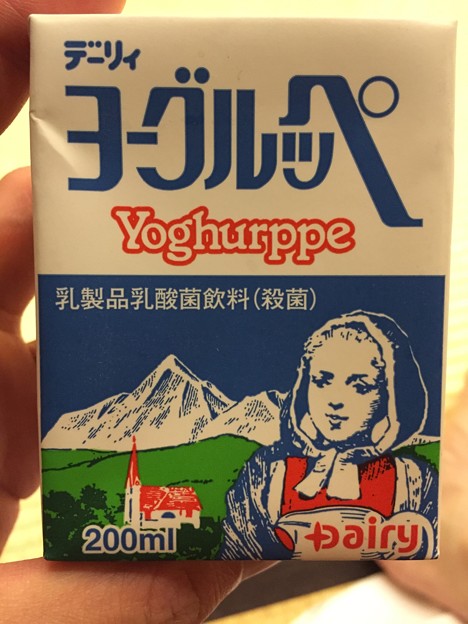 デーリィ
ヨーグルッペ
Yoghurppe
乳製品乳酸菌飲料(殺菌)
200ml
Dairy